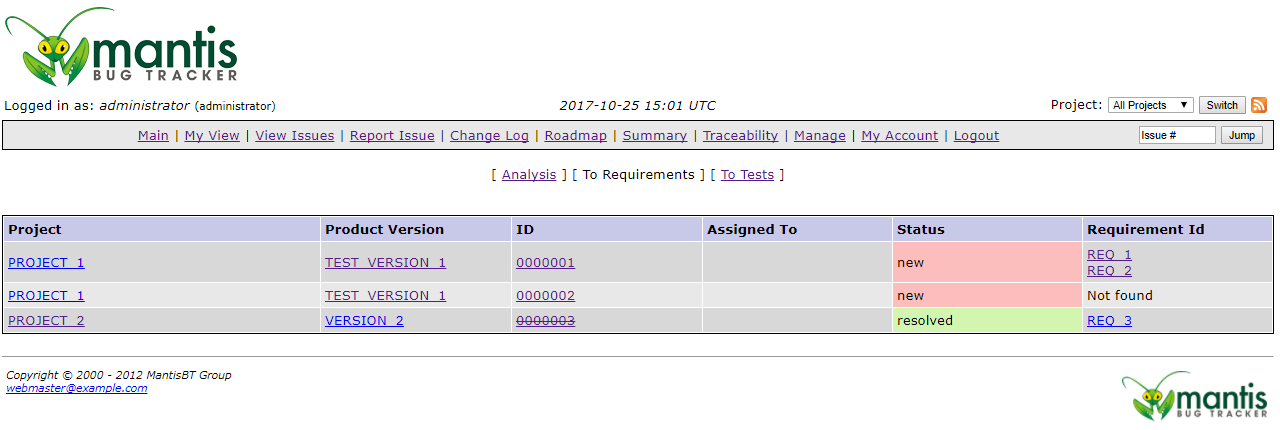 mantis
BUG TRACKER
Logged in as: administrator (administrator) 2017-10-25 15:01 UTC Project: All Projects Switch
Main | My View | View Issues | Report Issue | Change Log | Roadmap | Summary | Traceability | Manage | My Account | Logout Issue # Jump
[ Analysis ] [ To Requirements ] [ To Tests ]
Project Product Version ID Assigned To Status Requirement Id
PROJECT_1 TEST_VERSION_1 0000001 new REQ_1
REQ_2
PROJECT_1 TEST_VERSION_1 0000002 new Not found
PROJECT_2 VERSION_2 0000003 resolved REQ_3
Copyright © 2000 - 2012 MantisBT Group
webmaster@example.com
mantis
BUG TRACKER